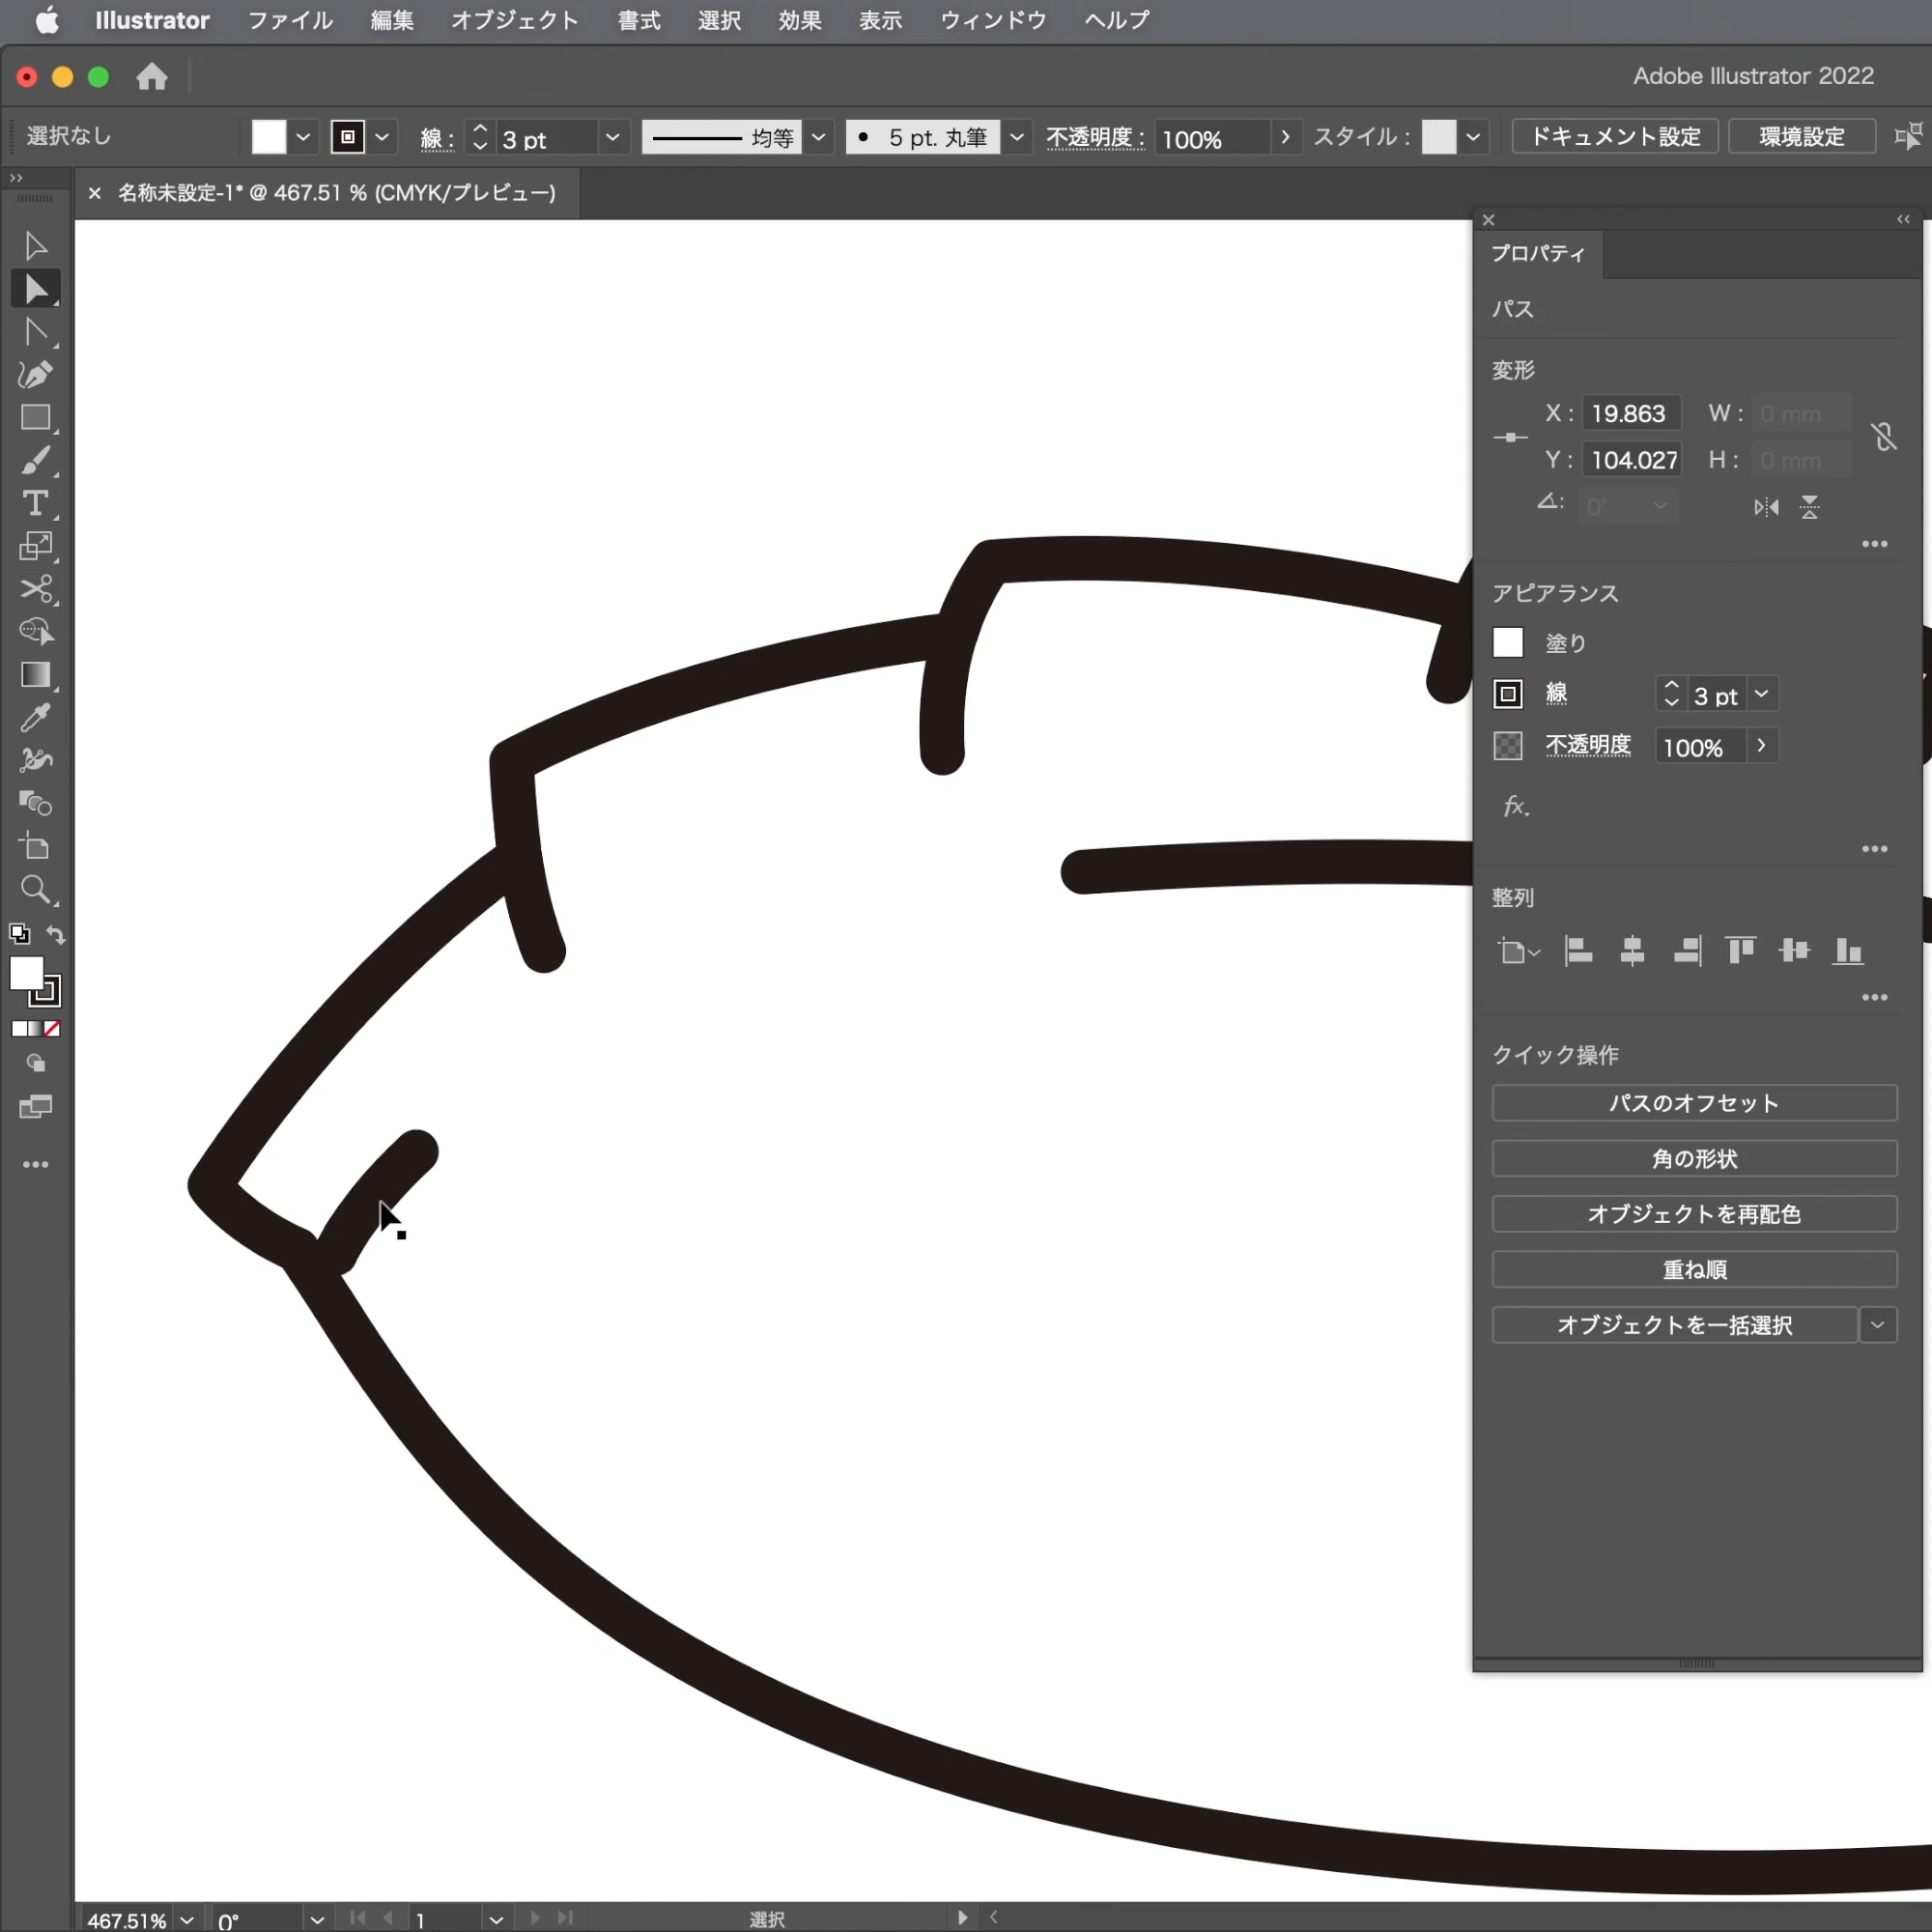 Illustrator ファイル 編集 オブジェクト 書式 選択 効果 表示 ウィンドウ ヘルプ
Adobe Illustrator 2022
選択なし 線： 3 pt 均等 5 pt. 丸筆 不透明度： 100% スタイル： ドキュメント設定 環境設定
× 名称未設定-1* @ 467.51 % (CMYK/プレビュー)
プロパティ
パス
変形
X： 19.863 W： 0 mm
Y： 104.027 H： 0 mm
0°
アピアランス
塗り
線 3 pt
不透明度 100%
fx.
整列
クイック操作
パスのオフセット
角の形状
オブジェクトを再配色
重ね順
オブジェクトを一括選択
467.51% 0° 1 選択